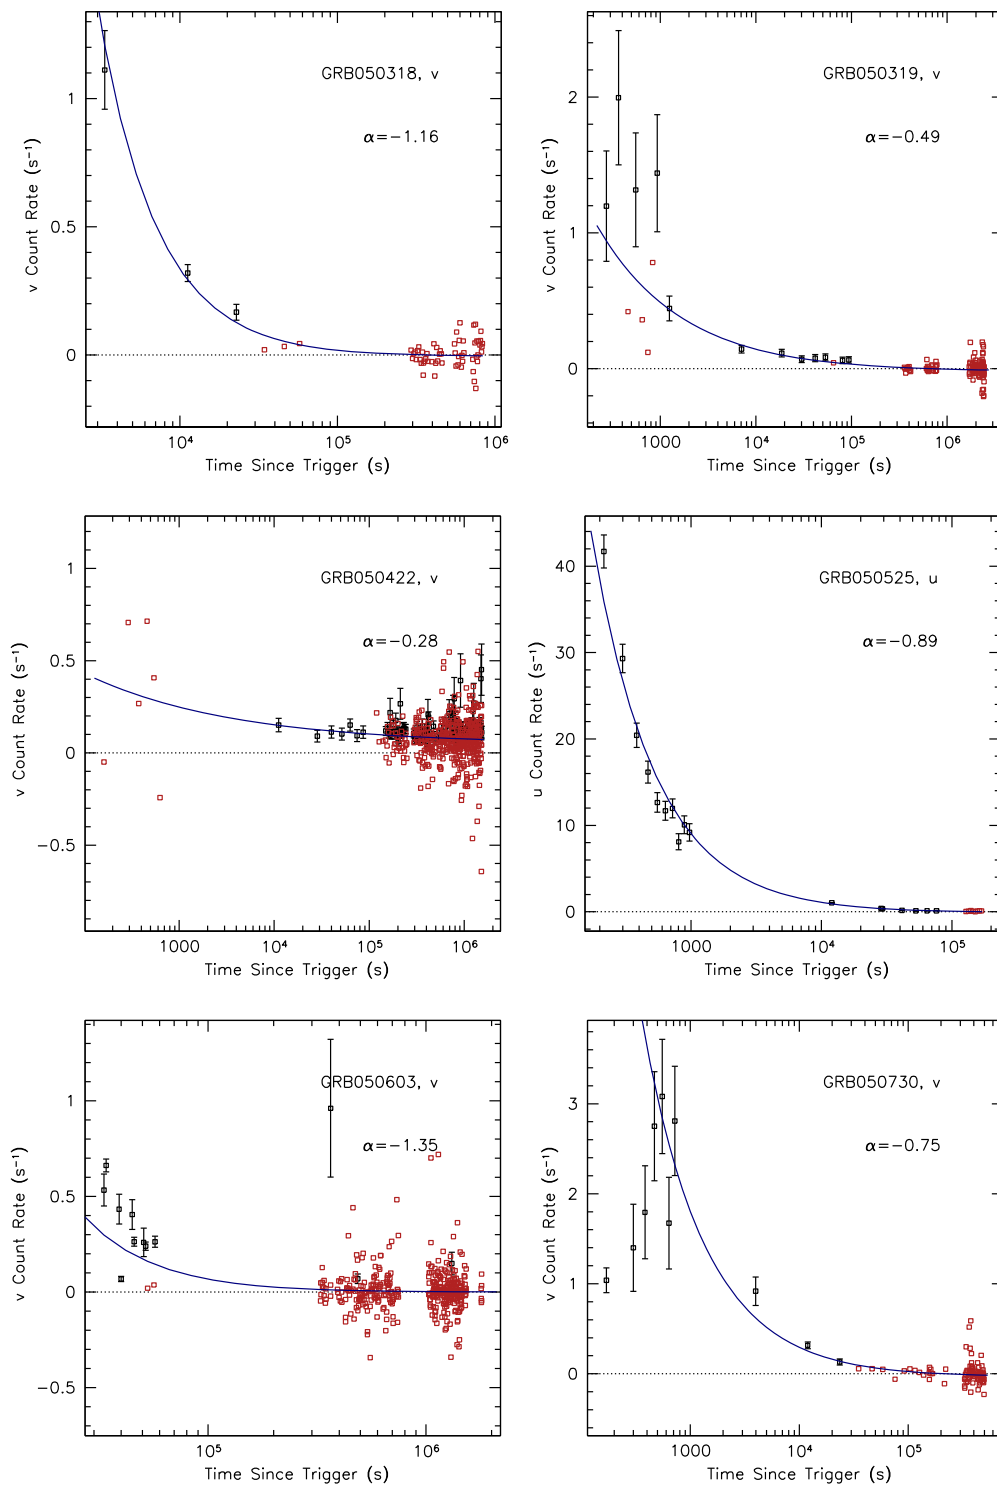 GRB050318, v
α=−1.16
1
0.5
0
v Count Rate (s⁻¹)
10⁴ 10⁵ 10⁶
Time Since Trigger (s)
GRB050319, v
α=−0.49
2
1
0
v Count Rate (s⁻¹)
1000 10⁴ 10⁵ 10⁶
Time Since Trigger (s)
GRB050422, v
α=−0.28
1
0.5
0
−0.5
v Count Rate (s⁻¹)
1000 10⁴ 10⁵ 10⁶
Time Since Trigger (s)
GRB050525, u
α=−0.89
40
30
20
10
0
u Count Rate (s⁻¹)
1000 10⁴ 10⁵
Time Since Trigger (s)
GRB050603, v
α=−1.35
1
0.5
0
−0.5
v Count Rate (s⁻¹)
10⁵ 10⁶
Time Since Trigger (s)
GRB050730, v
α=−0.75
3
2
1
0
v Count Rate (s⁻¹)
1000 10⁴ 10⁵
Time Since Trigger (s)